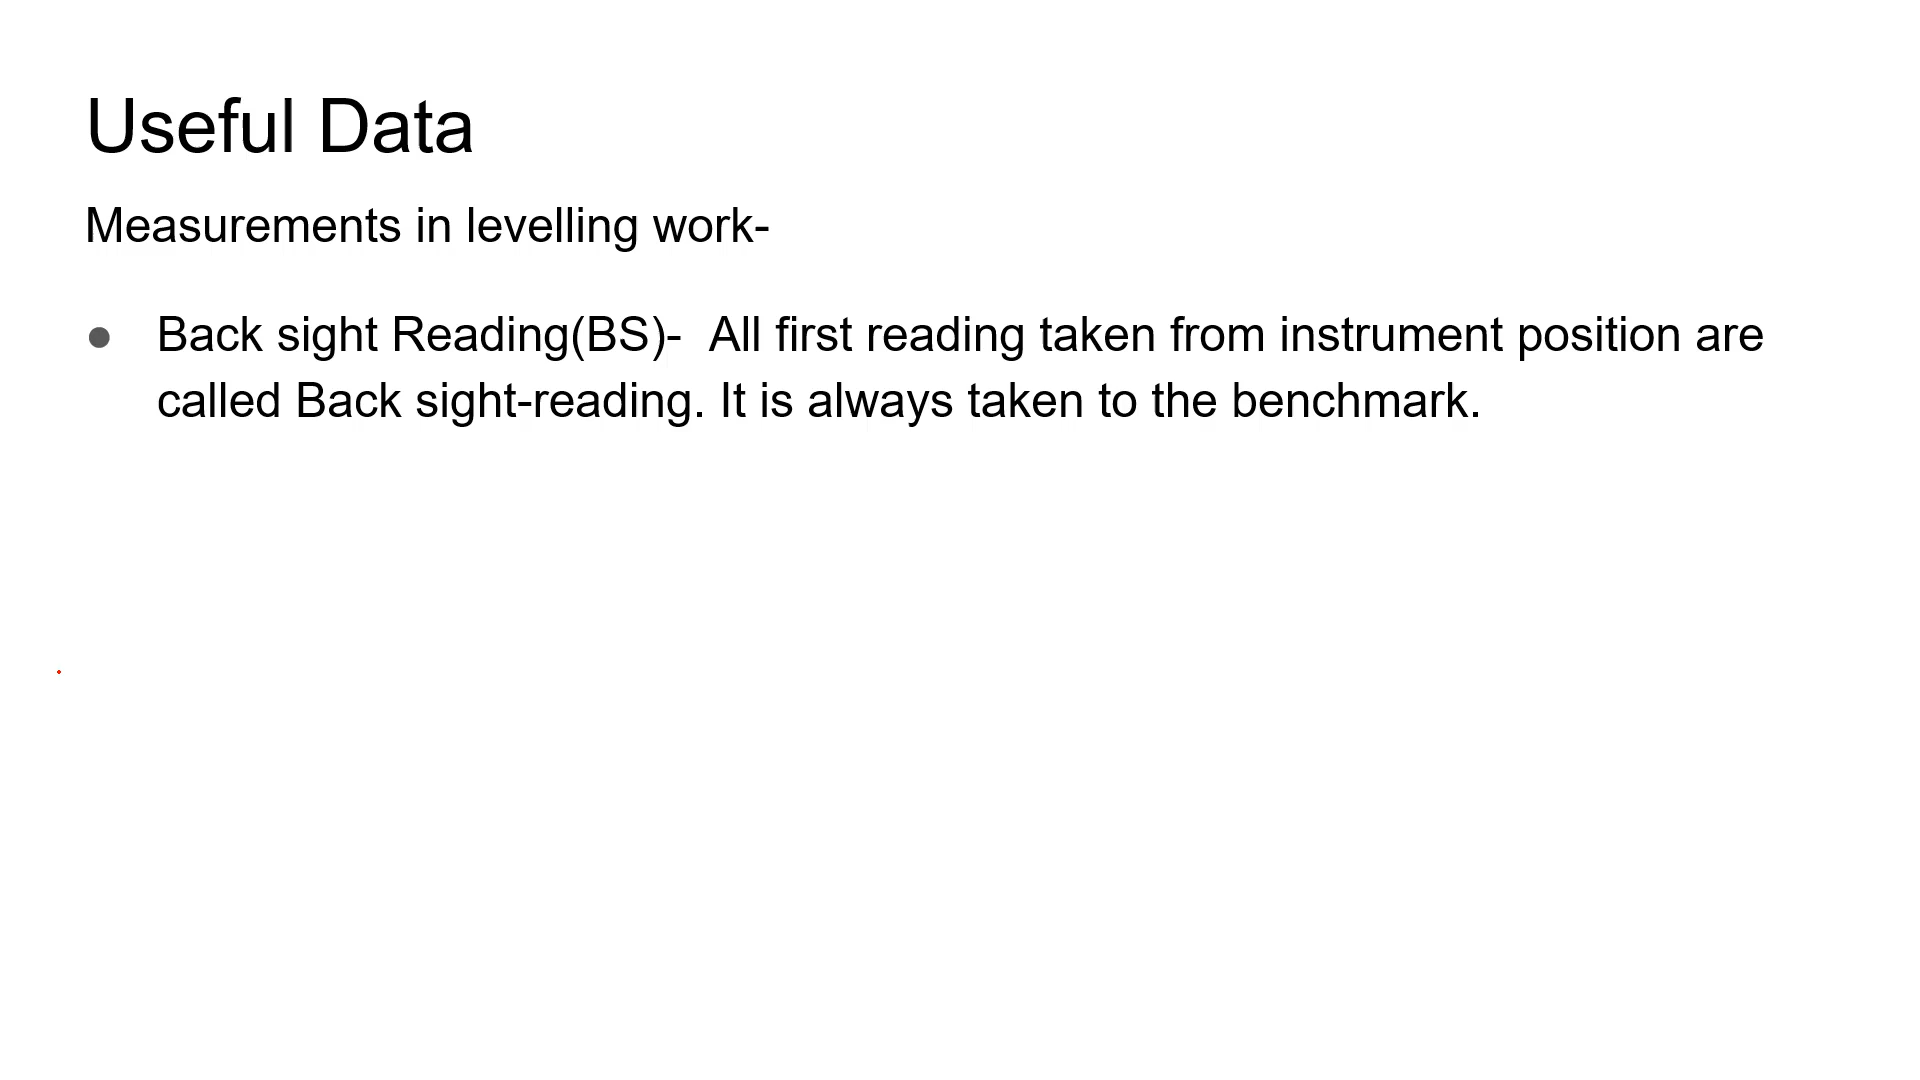 Useful Data
Measurements in levelling work-
● Back sight Reading(BS)-  All first reading taken from instrument position are
called Back sight-reading. It is always taken to the benchmark.